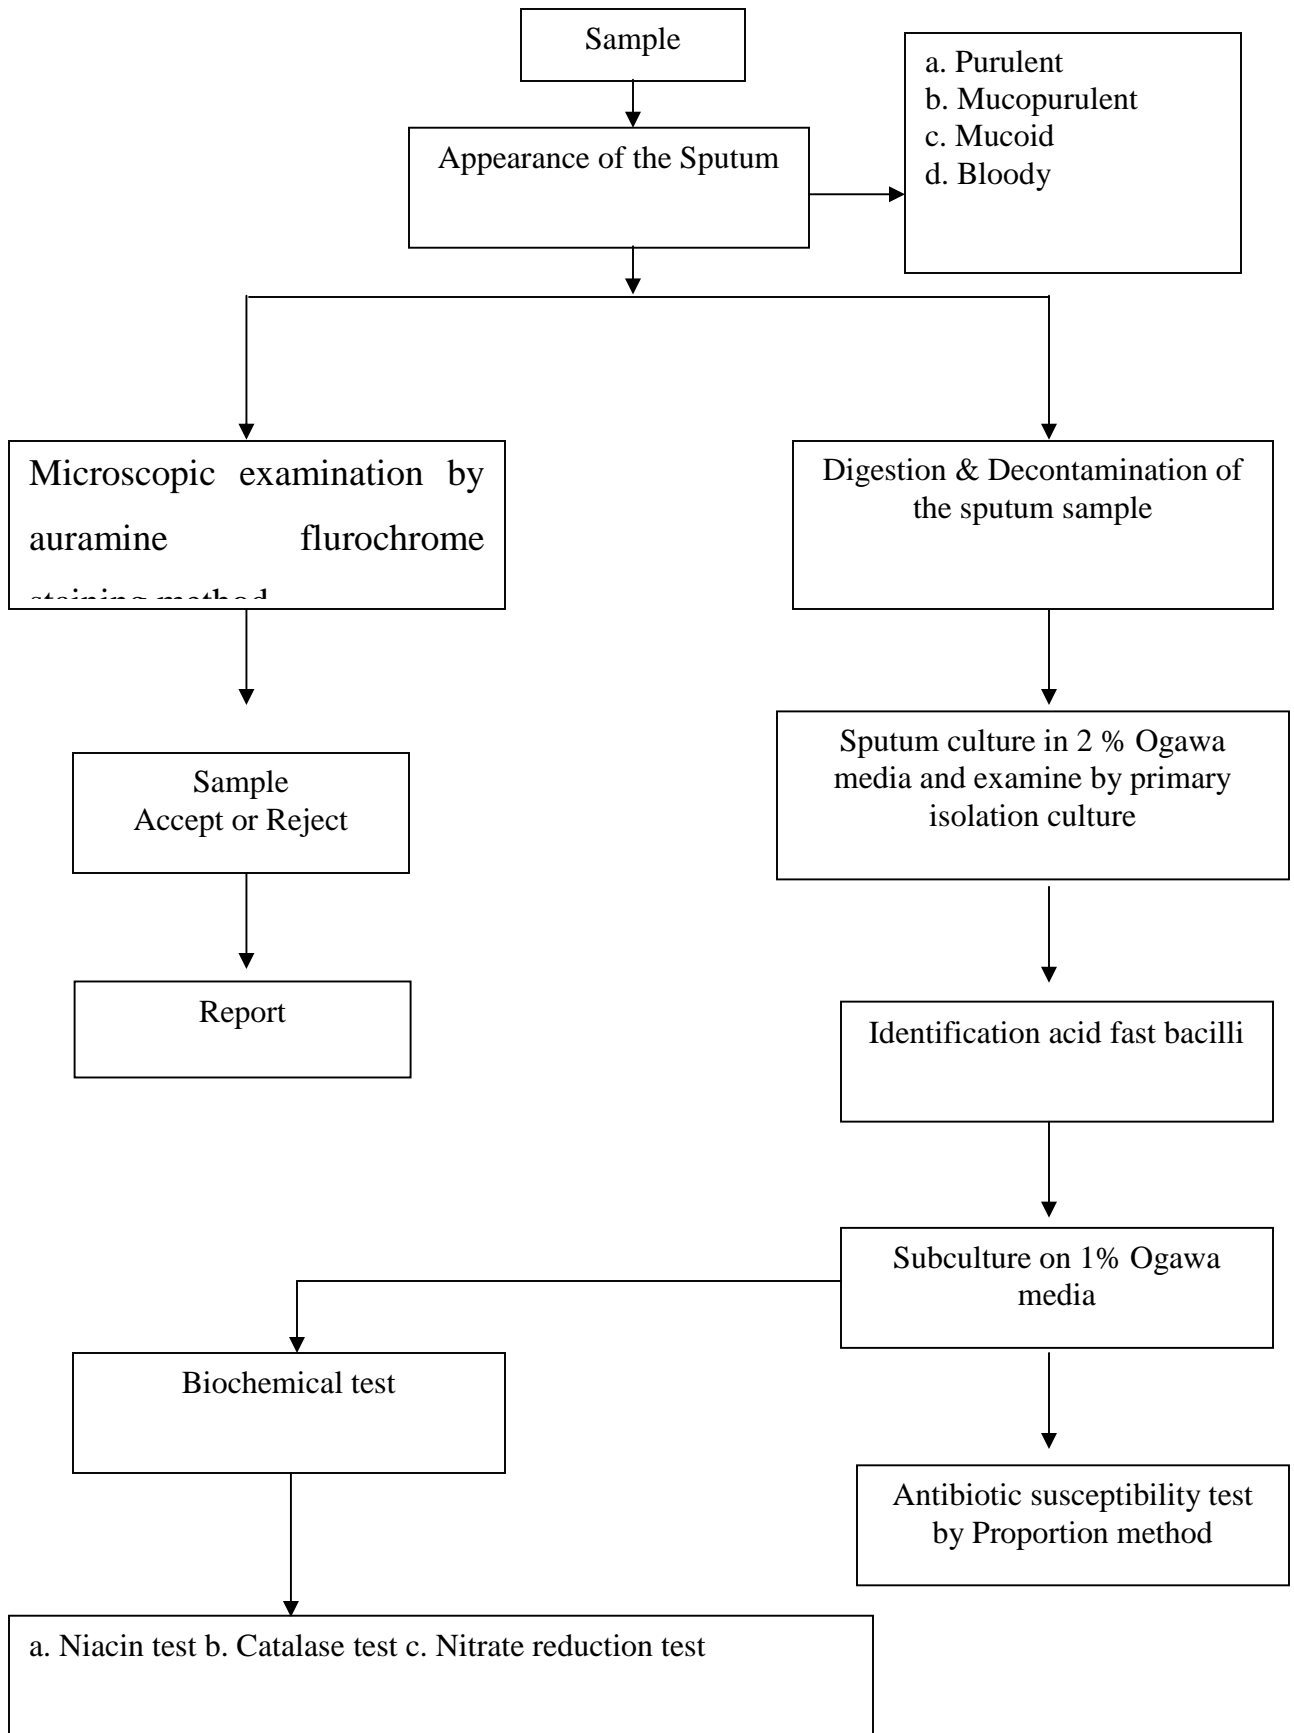 Sample
a. Purulent
b. Mucopurulent
c. Mucoid
d. Bloody
Appearance of the Sputum
Microscopic examination by
auramine flurochrome
staining method
Digestion & Decontamination of
the sputum sample
Sputum culture in 2 % Ogawa
media and examine by primary
isolation culture
Sample
Accept or Reject
Report
Identification acid fast bacilli
Subculture on 1% Ogawa
media
Biochemical test
Antibiotic susceptibility test
by Proportion method
a. Niacin test b. Catalase test c. Nitrate reduction test